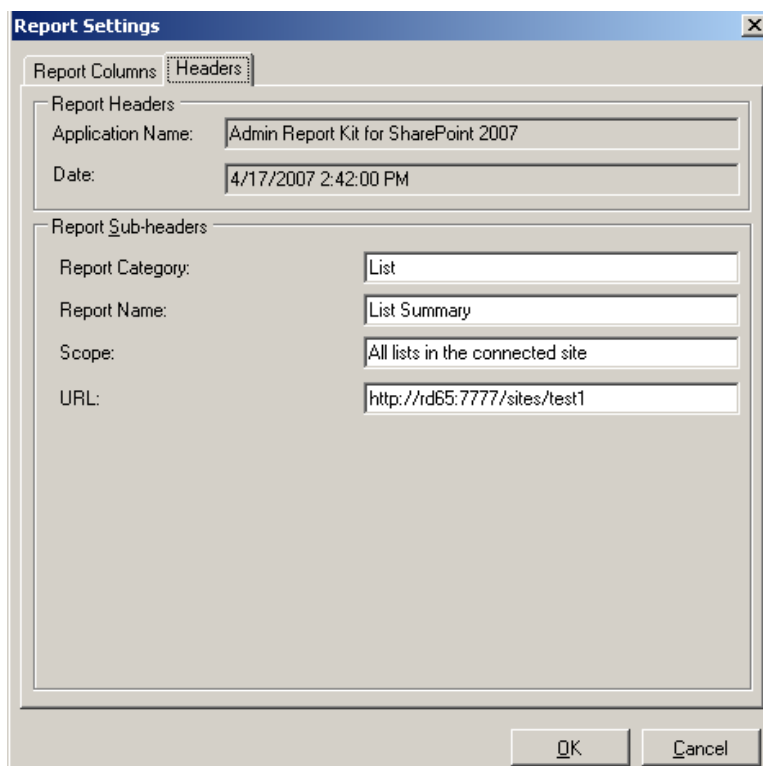 Report Settings
Report Columns Headers
Report Headers
Application Name: Admin Report Kit for SharePoint 2007
Date: 4/17/2007 2:42:00 PM
Report Sub-headers
Report Category: List
Report Name: List Summary
Scope: All lists in the connected site
URL: http://rd65:7777/sites/test1
OK Cancel